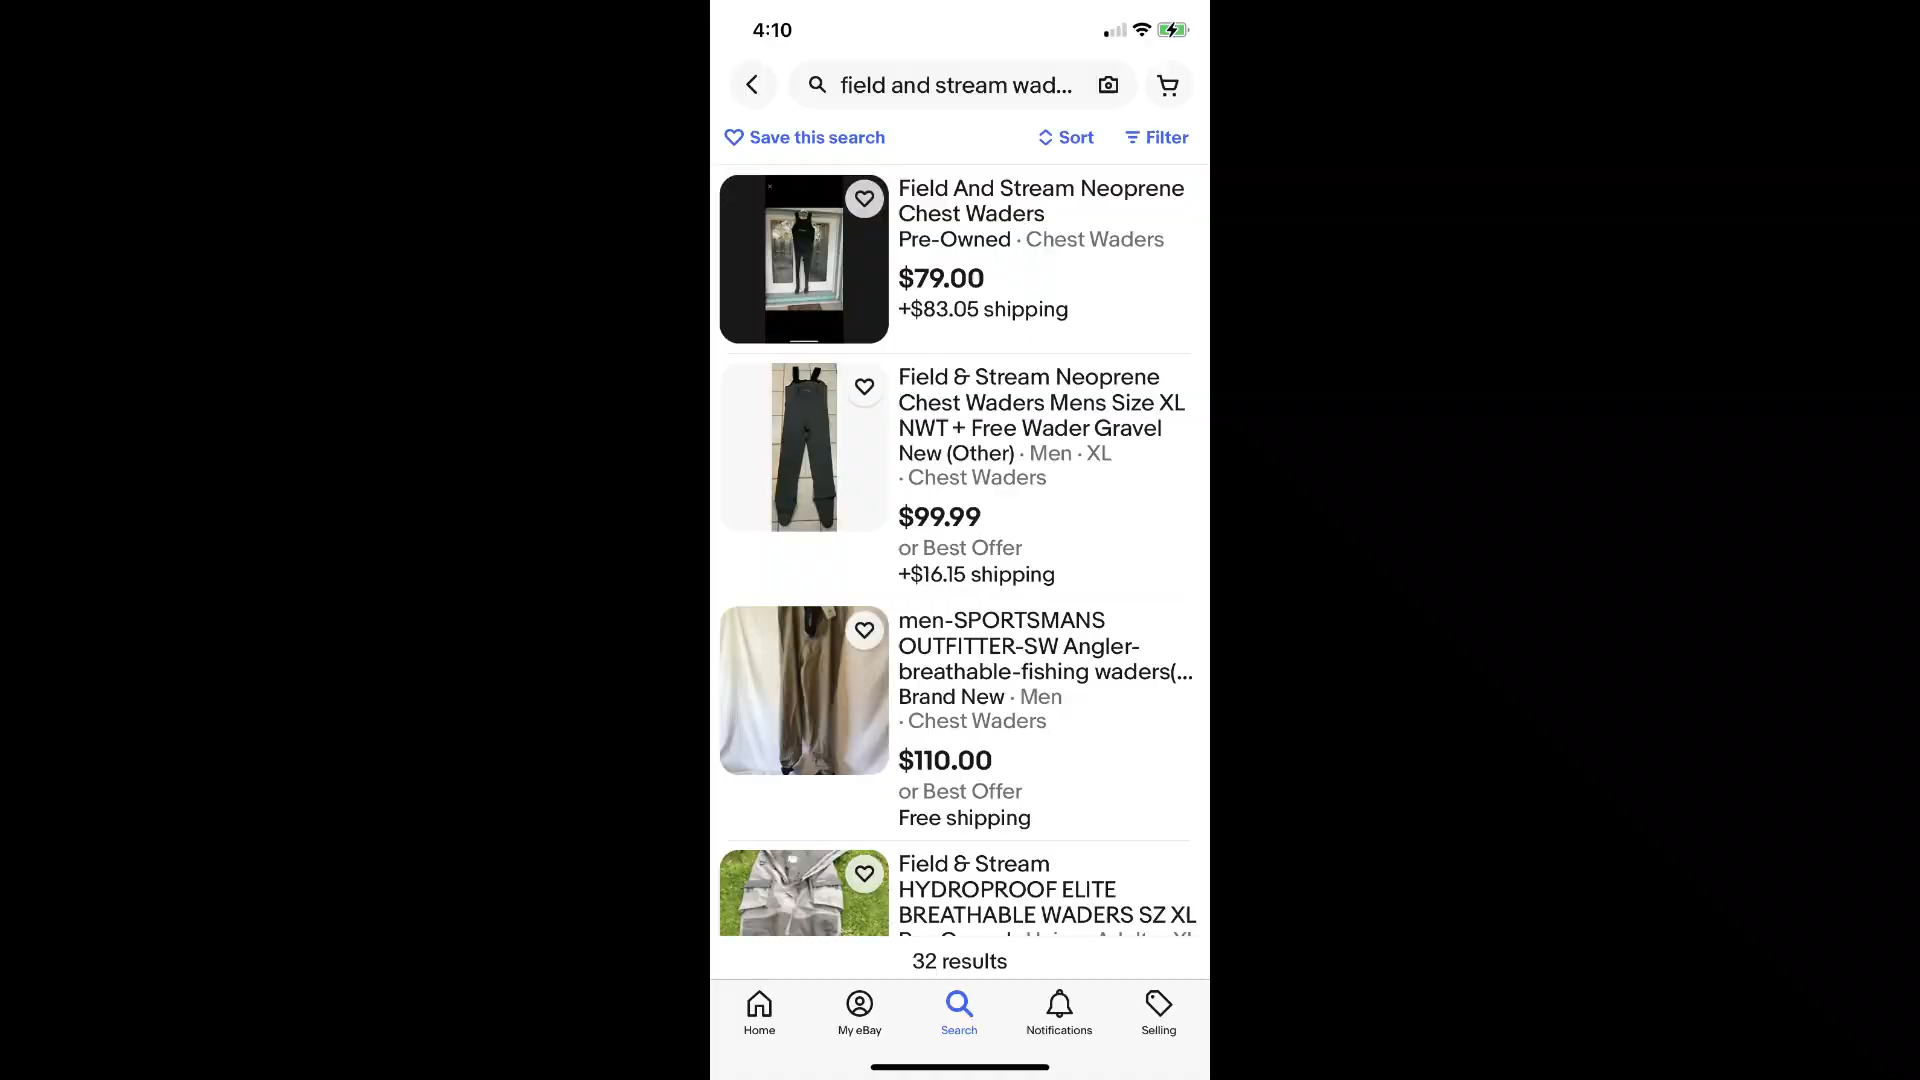 4:10
field and stream wad...
Save this search
Sort
Filter
Field And Stream Neoprene
Chest Waders
Pre-Owned · Chest Waders
$79.00
+$83.05 shipping
Field & Stream Neoprene
Chest Waders Mens Size XL
NWT + Free Wader Gravel
New (Other) · Men · XL
· Chest Waders
$99.99
or Best Offer
+$16.15 shipping
men-SPORTSMANS
OUTFITTER-SW Angler-
breathable-fishing waders(...
Brand New · Men
· Chest Waders
$110.00
or Best Offer
Free shipping
Field & Stream
HYDROPROOF ELITE
BREATHABLE WADERS SZ XL
32 results
Home
My eBay
Search
Notifications
Selling